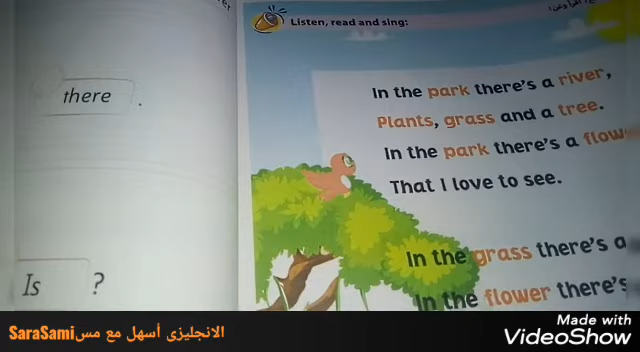 Listen, read and sing:
there .
Is ?
In the park there's a river,
Plants, grass and a tree.
In the park there's a flow
That I love to see.
In the grass there's a
In the flower there's
الانجليزى أسهل مع مس SaraSami
Made with
VideoShow